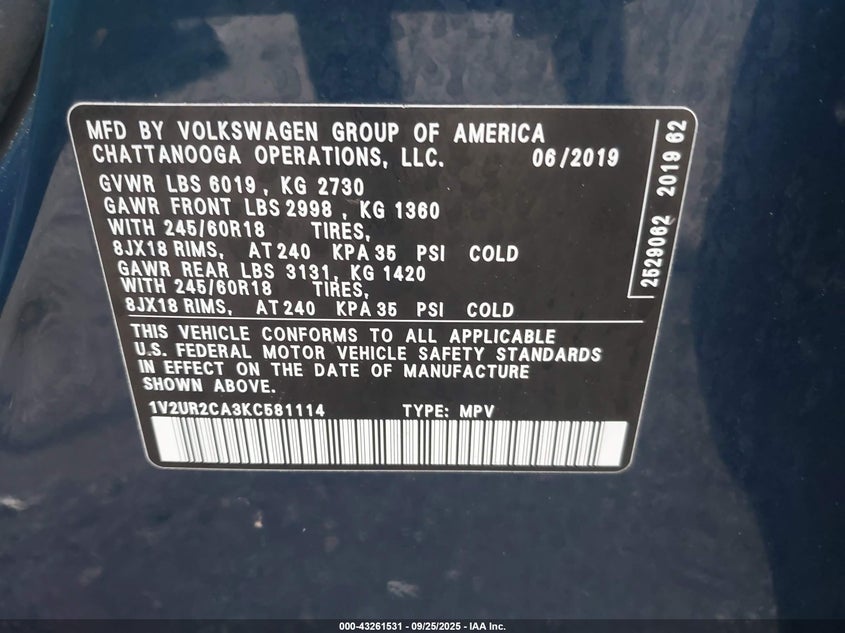 MFD BY VOLKSWAGEN GROUP OF AMERICA
CHATTANOOGA OPERATIONS, LLC. 06/2019
GVWR LBS 6019, KG 2730
GAWR FRONT LBS 2998, KG 1360
WITH 245/60R18 TIRES,
8JX18 RIMS, AT 240 KPA 35 PSI COLD
GAWR REAR LBS 3131, KG 1420
WITH 245/60R18 TIRES,
8JX18 RIMS, AT 240 KPA 35 PSI COLD
THIS VEHICLE CONFORMS TO ALL APPLICABLE
U.S. FEDERAL MOTOR VEHICLE SAFETY STANDARDS
IN EFFECT ON THE DATE OF MANUFACTURE
SHOWN ABOVE.
1V2UR2CA3KC581114 TYPE: MPV
2529062 2019 62
000-43261531 - 09/25/2025 - IAA Inc.